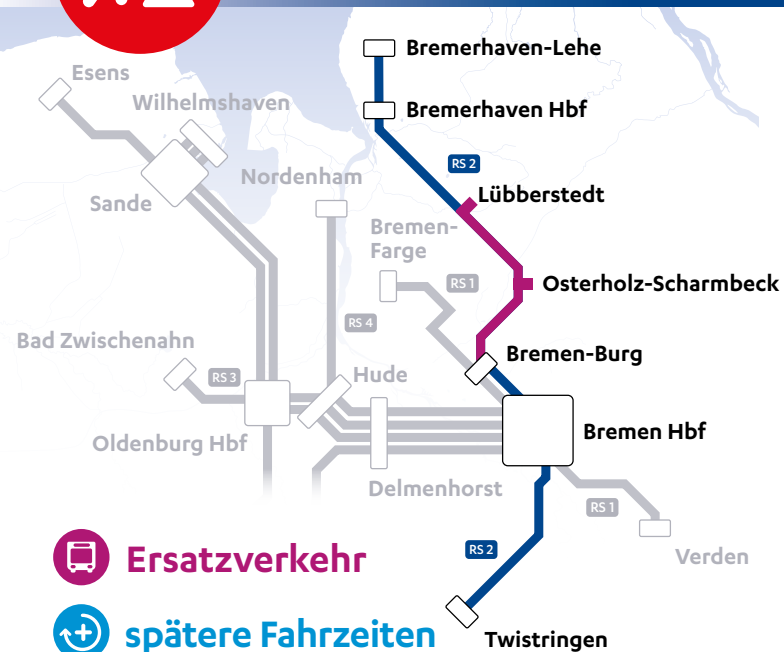 Bremerhaven-Lehe
Esens
Wilhelmshaven
Bremerhaven Hbf
RS 2
Nordenham
Lübberstedt
Sande
Bremen-
Farge
RS 1
Osterholz-Scharmbeck
RS 4
Bad Zwischenahn
Bremen-Burg
RS 3
Hude
Bremen Hbf
Oldenburg Hbf
Delmenhorst
RS 1
RS 2
Verden
Ersatzverkehr
spätere Fahrzeiten
Twistringen